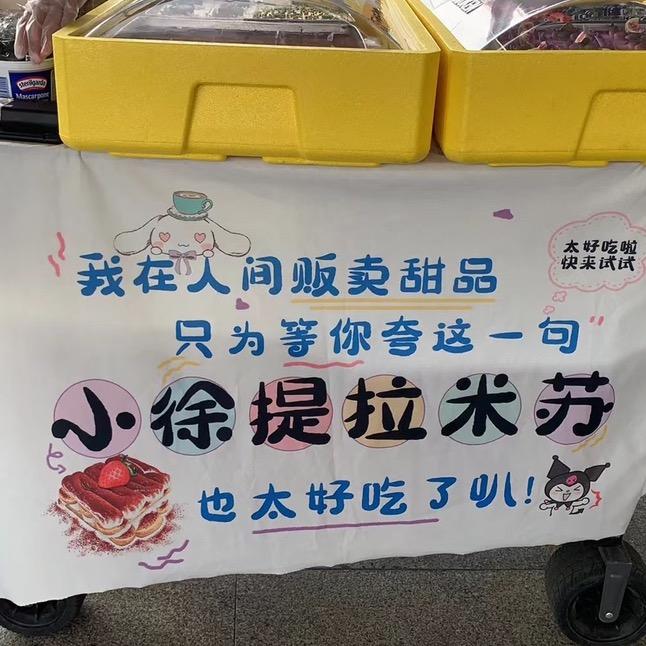 sterilgarda
Mascarpone
太好吃啦
快来试试
我在人间贩卖甜品
只为等你夸这一句"
小徐提拉米苏
也太好吃了叭!